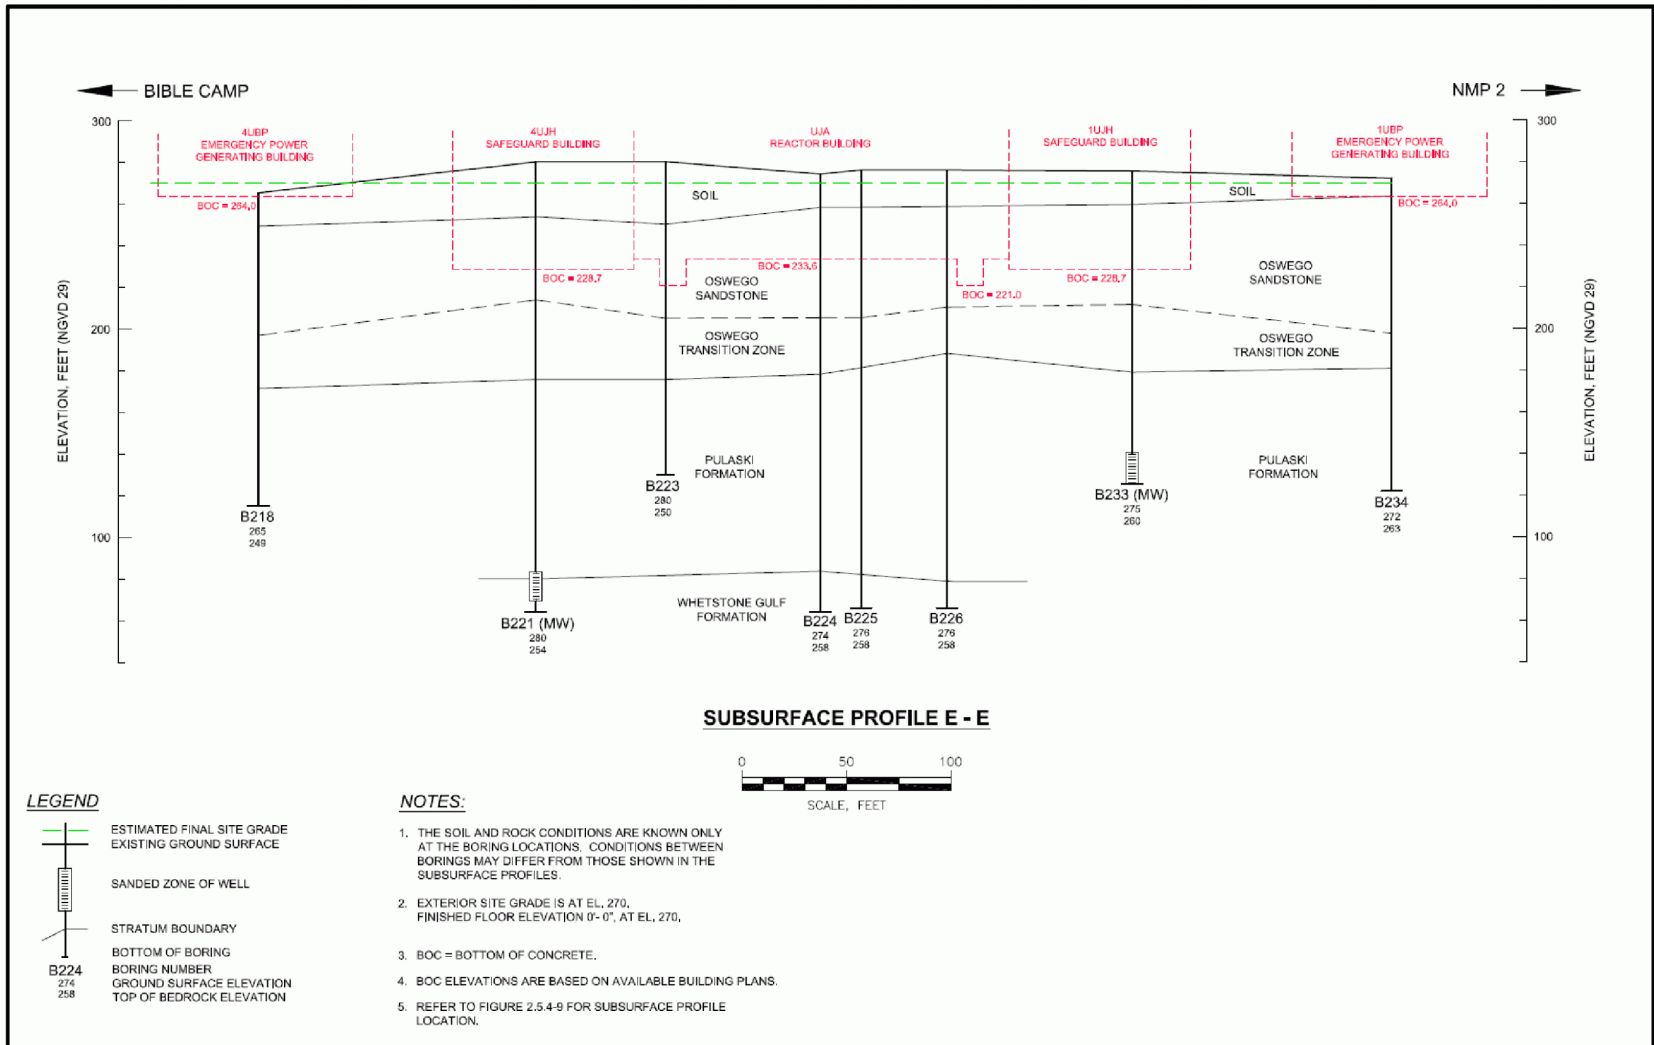 BIBLE CAMP
NMP 2
300
300
4UBP
EMERGENCY POWER
GENERATING BUILDING
4UJH
SAFEGUARD BUILDING
UJA
REACTOR BUILDING
1UJH
SAFEGUARD BUILDING
1UBP
EMERGENCY POWER
GENERATING BUILDING
SOIL
SOIL
BOC = 264.0
BOC = 264.0
BOC = 228.7
BOC = 233.6
BOC = 221.0
BOC = 228.7
OSWEGO
SANDSTONE
OSWEGO
SANDSTONE
200
200
OSWEGO
TRANSITION ZONE
OSWEGO
TRANSITION ZONE
ELEVATION, FEET (NGVD 29)
ELEVATION, FEET (NGVD 29)
PULASKI
FORMATION
PULASKI
FORMATION
B218
265
249
B223
280
250
B233 (MW)
275
260
B234
272
263
100
100
WHETSTONE GULF
FORMATION
B221 (MW)
280
254
B224
274
258
B225
276
258
B226
276
258
SUBSURFACE PROFILE E - E
0 50 100
SCALE, FEET
LEGEND
ESTIMATED FINAL SITE GRADE
EXISTING GROUND SURFACE
SANDED ZONE OF WELL
STRATUM BOUNDARY
BOTTOM OF BORING
B224 BORING NUMBER
274 GROUND SURFACE ELEVATION
258 TOP OF BEDROCK ELEVATION
NOTES:
1. THE SOIL AND ROCK CONDITIONS ARE KNOWN ONLY
AT THE BORING LOCATIONS. CONDITIONS BETWEEN
BORINGS MAY DIFFER FROM THOSE SHOWN IN THE
SUBSURFACE PROFILES.
2. EXTERIOR SITE GRADE IS AT EL. 270.
FINISHED FLOOR ELEVATION 0'- 0", AT EL. 270.
3. BOC = BOTTOM OF CONCRETE.
4. BOC ELEVATIONS ARE BASED ON AVAILABLE BUILDING PLANS.
5. REFER TO FIGURE 2.5.4-9 FOR SUBSURFACE PROFILE
LOCATION.